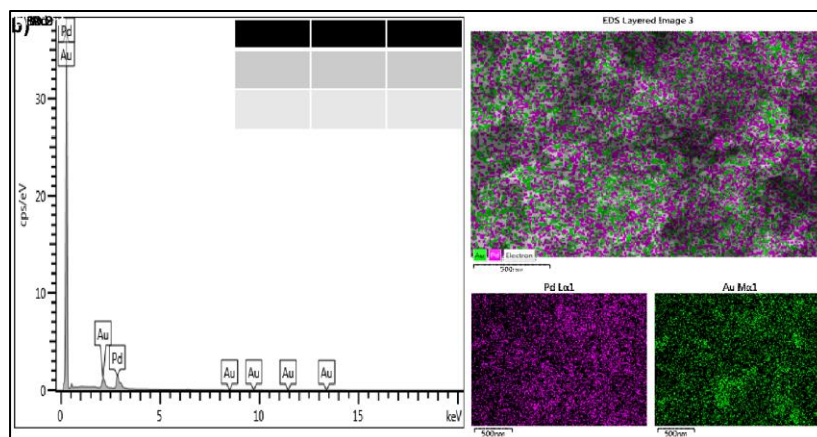 b)
Pd
Au
30
20
10
0
cps/eV
Au
Pd
Au
Au
Au
Au
0
5
10
15
keV
EDS Layered Image 3
Au Pd Electron
500nm
Pd Lα1
500nm
Au Mα1
500nm